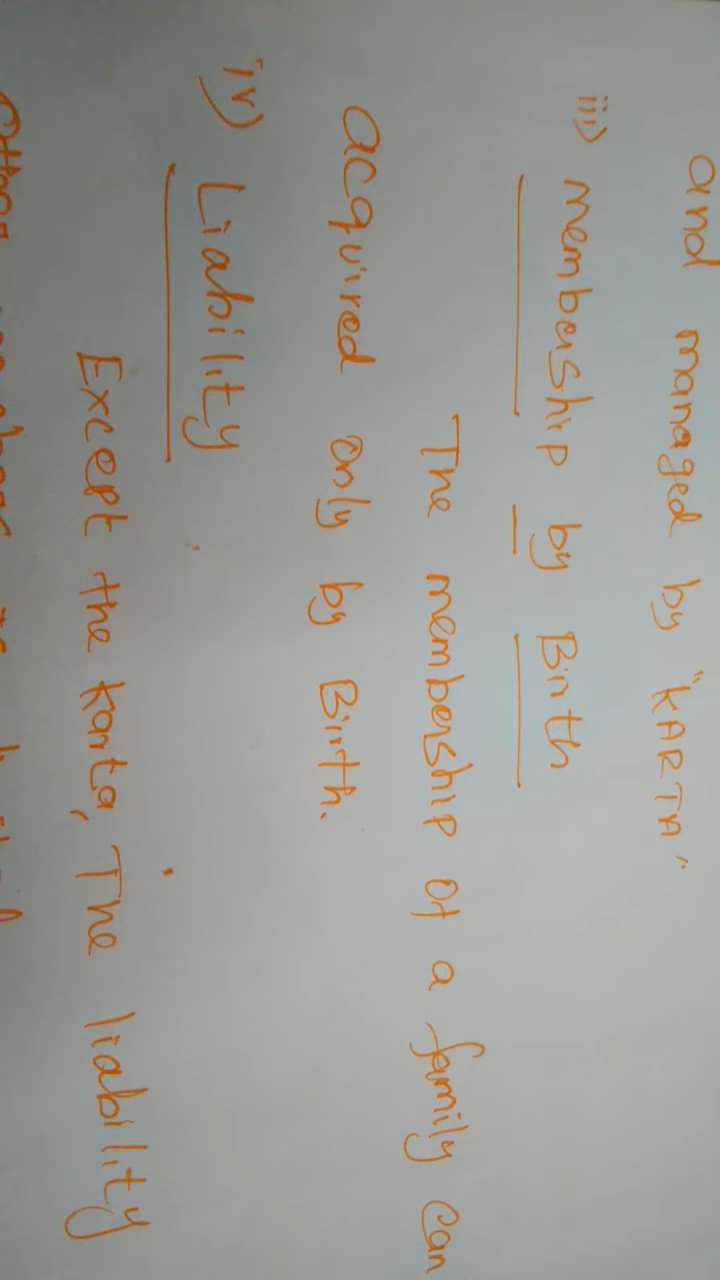 and managed by "KARTA"
iii) membership by Birth
The membership of a family can
acquired only by Birth.
iv) Liability
Except the Karta, The liability